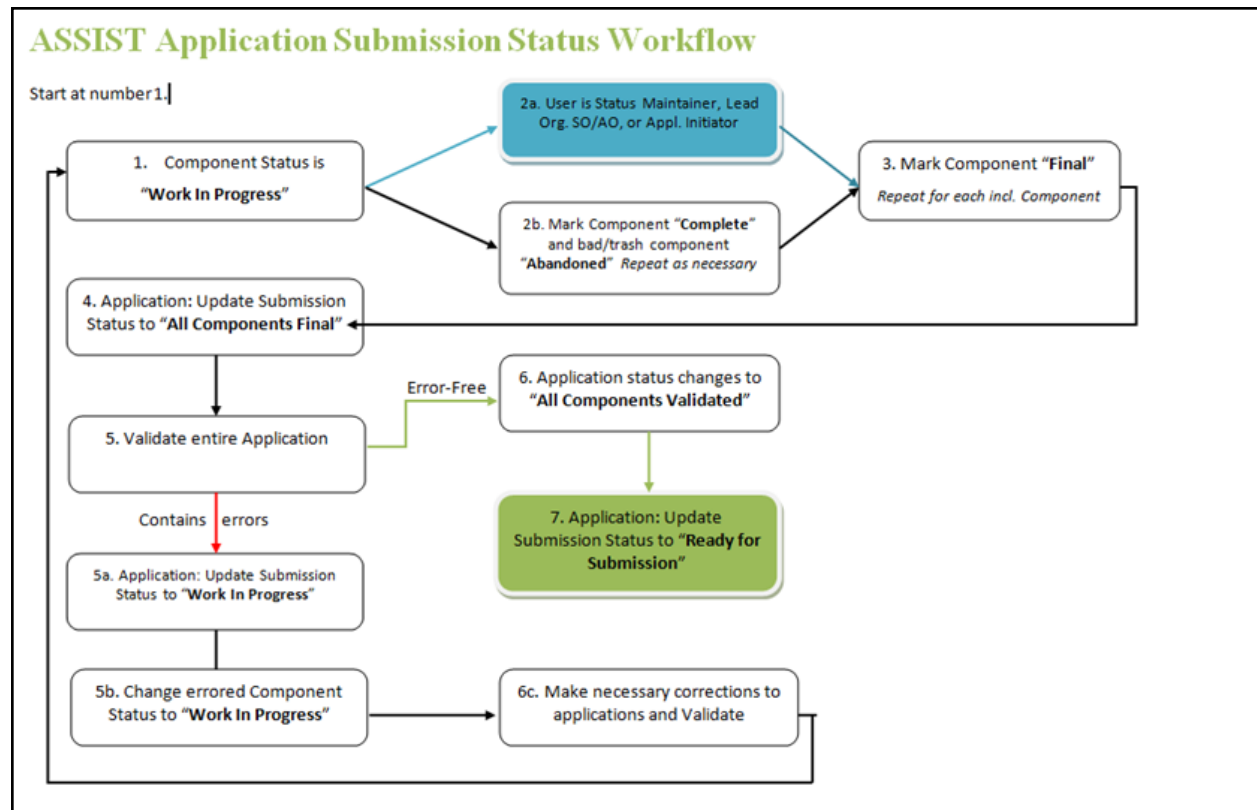 ASSIST Application Submission Status Workflow
Start at number 1.
1. Component Status is
“Work In Progress”
2a. User is Status Maintainer, Lead
Org. SO/AO, or Appl. Initiator
2b. Mark Component “Complete”
and bad/trash component
“Abandoned” Repeat as necessary
3. Mark Component “Final”
Repeat for each incl. Component
4. Application: Update Submission
Status to “All Components Final”
5. Validate entire Application
Error-Free
6. Application status changes to
“All Components Validated”
7. Application: Update
Submission Status to “Ready for
Submission”
Contains errors
5a. Application: Update Submission
Status to “Work In Progress”
5b. Change errored Component
Status to “Work In Progress”
6c. Make necessary corrections to
applications and Validate